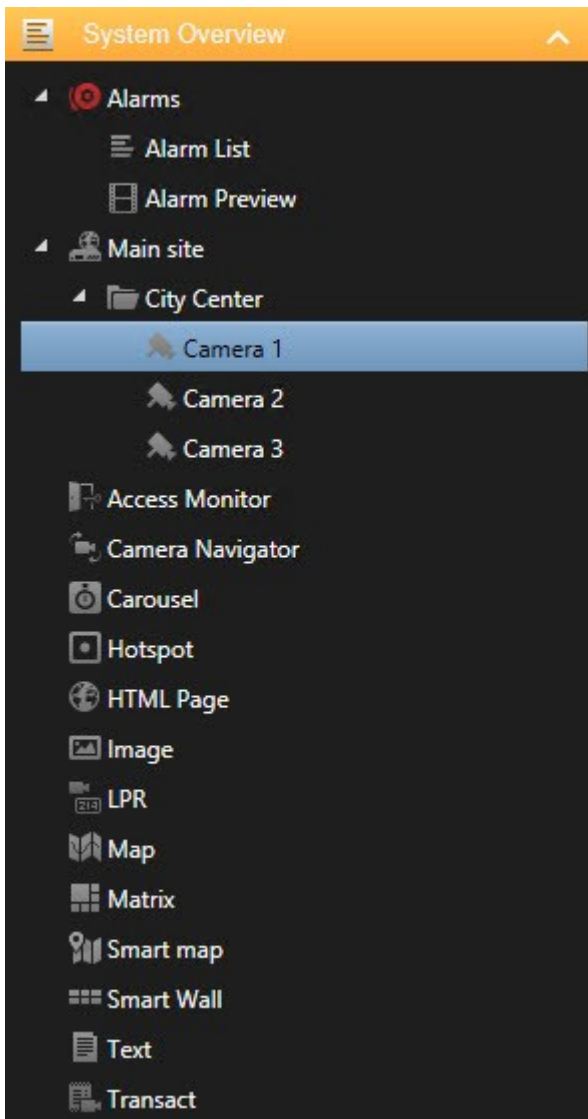 System Overview
Alarms
Alarm List
Alarm Preview
Main site
City Center
Camera 1
Camera 2
Camera 3
Access Monitor
Camera Navigator
Carousel
Hotspot
HTML Page
Image
LPR
Map
Matrix
Smart map
Smart Wall
Text
Transact